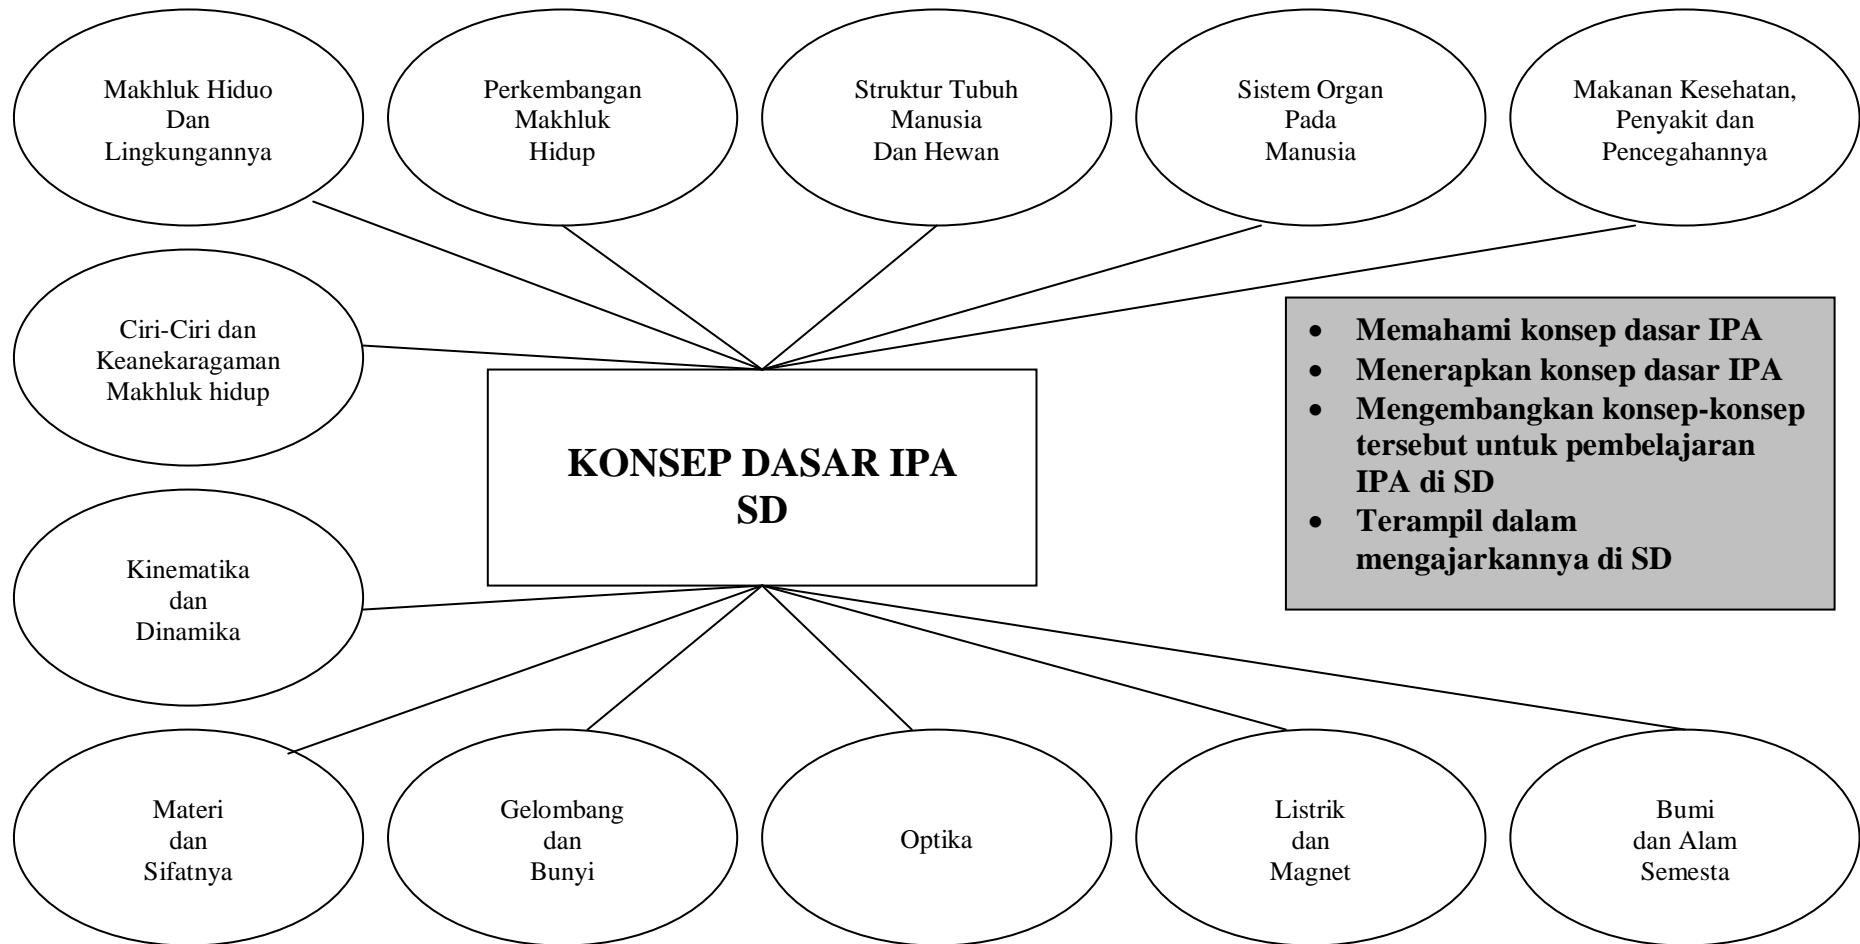 Makhluk Hiduo
Dan
Lingkungannya
Perkembangan
Makhluk
Hidup
Struktur Tubuh
Manusia
Dan Hewan
Sistem Organ
Pada
Manusia
Makanan Kesehatan,
Penyakit dan
Pencegahannya
Ciri-Ciri dan
Keanekaragaman
Makhluk hidup
KONSEP DASAR IPA
SD
• Memahami konsep dasar IPA
• Menerapkan konsep dasar IPA
• Mengembangkan konsep-konsep
tersebut untuk pembelajaran
IPA di SD
• Terampil dalam
mengajarkannya di SD
Kinematika
dan
Dinamika
Materi
dan
Sifatnya
Gelombang
dan
Bunyi
Optika
Listrik
dan
Magnet
Bumi
dan Alam
Semesta